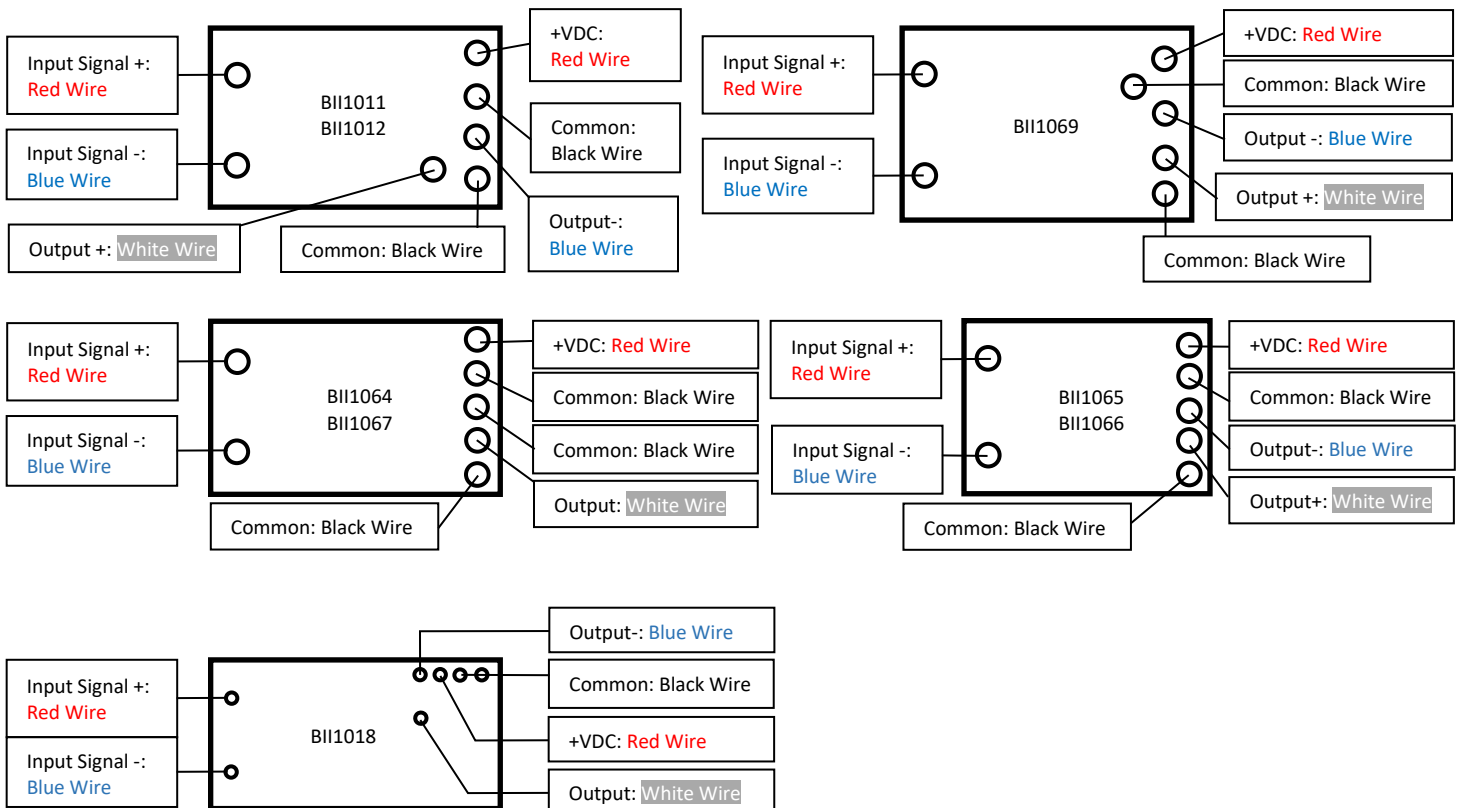 Input Signal +:
Red Wire
Input Signal -:
Blue Wire
BII1011
BII1012
+VDC:
Red Wire
Common:
Black Wire
Output-:
Blue Wire
Output +: White Wire
Common: Black Wire
Input Signal +:
Red Wire
Input Signal -:
Blue Wire
BII1069
+VDC: Red Wire
Common: Black Wire
Output -: Blue Wire
Output +: White Wire
Common: Black Wire
Input Signal +:
Red Wire
Input Signal -:
Blue Wire
BII1064
BII1067
+VDC: Red Wire
Common: Black Wire
Common: Black Wire
Output: White Wire
Common: Black Wire
Input Signal +:
Red Wire
Input Signal -:
Blue Wire
BII1065
BII1066
+VDC: Red Wire
Common: Black Wire
Output-: Blue Wire
Output+: White Wire
Common: Black Wire
Input Signal +:
Red Wire
Input Signal -:
Blue Wire
BII1018
Output-: Blue Wire
Common: Black Wire
+VDC: Red Wire
Output: White Wire